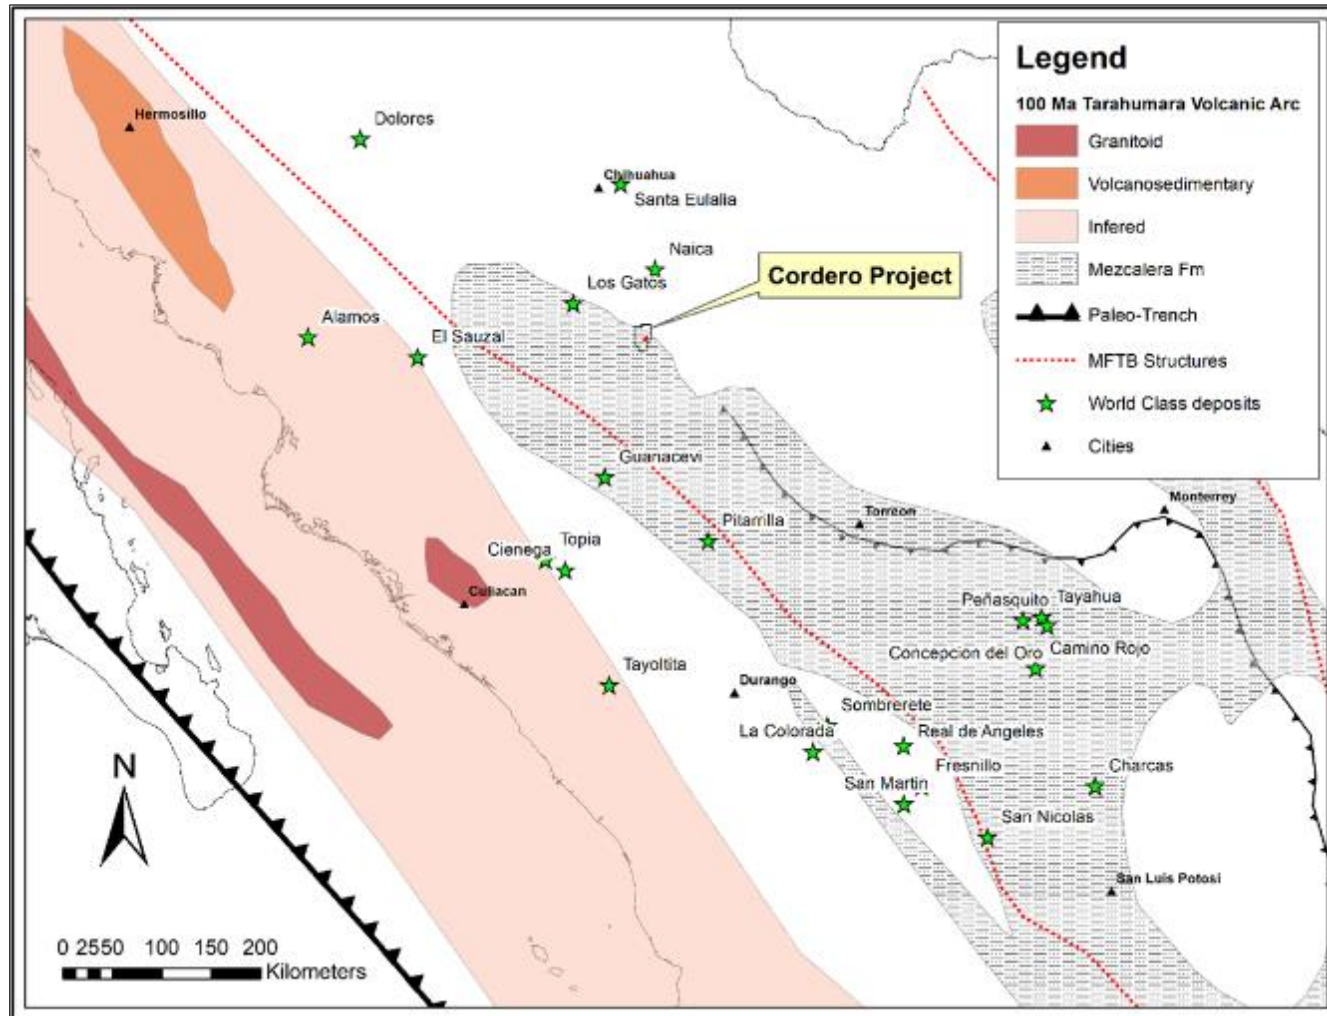 Legend
100 Ma Tarahumara Volcanic Arc
Granitoid
Volcanosedimentary
Infered
Mezcalera Fm
Paleo-Trench
MFTB Structures
World Class deposits
Cities
Hermosillo
Dolores
Chihuahua
Santa Eulalia
Naica
Cordero Project
Los Gatos
Alamos
El Sauzal
Guanacevi
Pitarrilla
Torreon
Monterrey
Cienega
Topia
Culiacan
Peñasquito
Tayahua
Concepcion del Oro
Camino Rojo
Tayoltita
Durango
Sombrerete
La Colorada
Real de Angeles
Fresnillo
San Martin
Charcas
San Nicolas
San Luis Potosi
N
0 2550 100 150 200
Kilometers